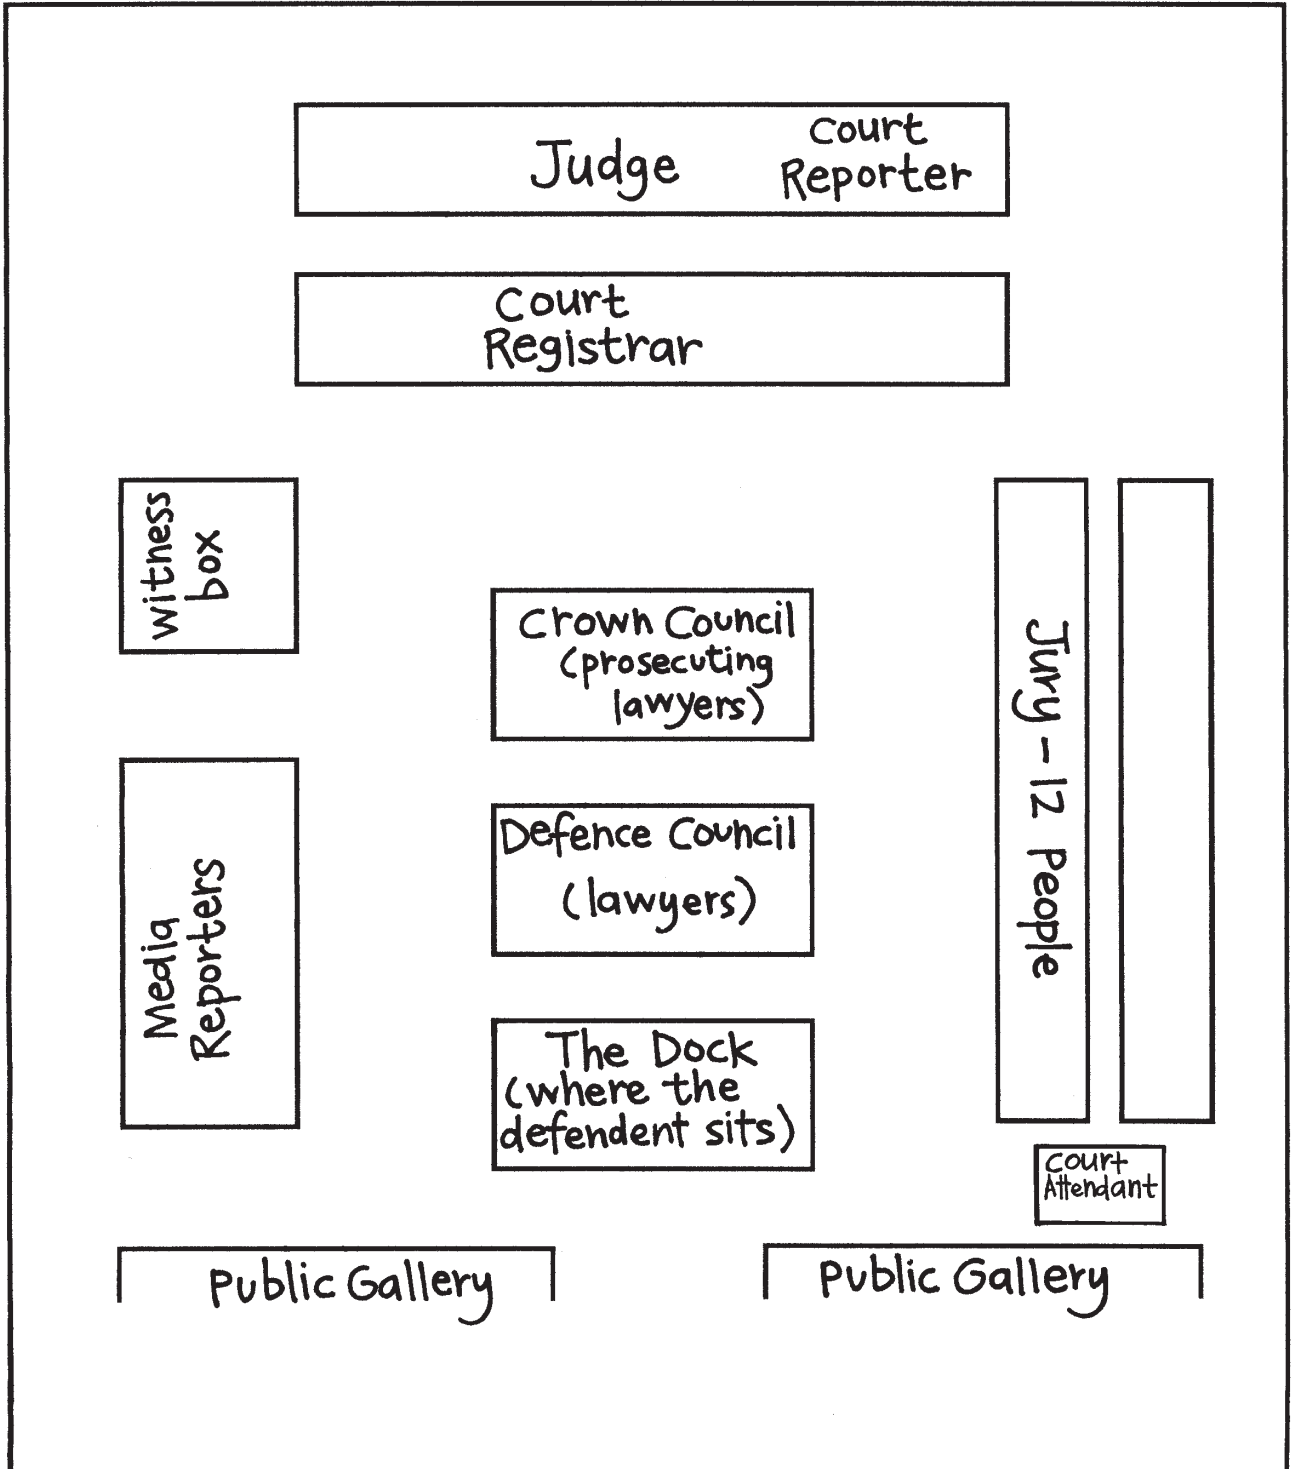 Judge
Court
Reporter
Court
Registrar
witness
box
Crown Council
(prosecuting
lawyers)
Jury - 12 People
Media
Reporters
Defence Council
(lawyers)
The Dock
(where the
defendent sits)
Court
Attendant
Public Gallery
Public Gallery